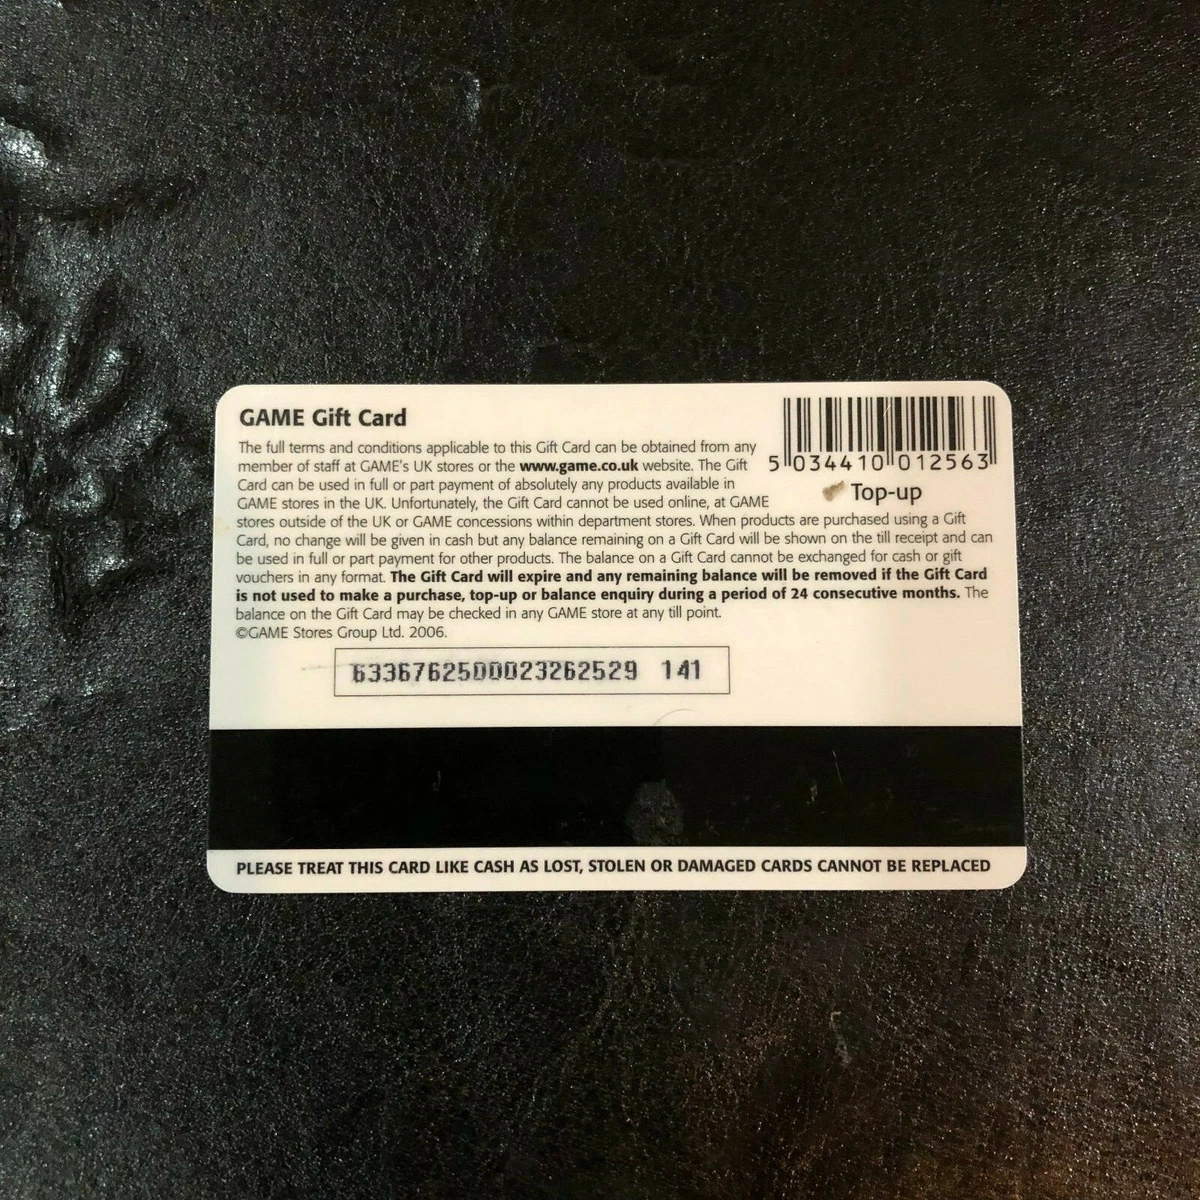 GAME Gift Card
The full terms and conditions applicable to this Gift Card can be obtained from any
member of staff at GAME's UK stores or the www.game.co.uk website. The Gift
Card can be used in full or part payment of absolutely any products available in
GAME stores in the UK. Unfortunately, the Gift Card cannot be used online, at GAME
stores outside of the UK or GAME concessions within department stores. When products are purchased using a Gift
Card, no change will be given in cash but any balance remaining on a Gift Card will be shown on the till receipt and can
be used in full or part payment for other products. The balance on a Gift Card cannot be exchanged for cash or gift
vouchers in any format. The Gift Card will expire and any remaining balance will be removed if the Gift Card
is not used to make a purchase, top-up or balance enquiry during a period of 24 consecutive months. The
balance on the Gift Card may be checked in any GAME store at any till point.
©GAME Stores Group Ltd. 2006.
5 034410 012563
Top-up
6336762500023262529 141
PLEASE TREAT THIS CARD LIKE CASH AS LOST, STOLEN OR DAMAGED CARDS CANNOT BE REPLACED